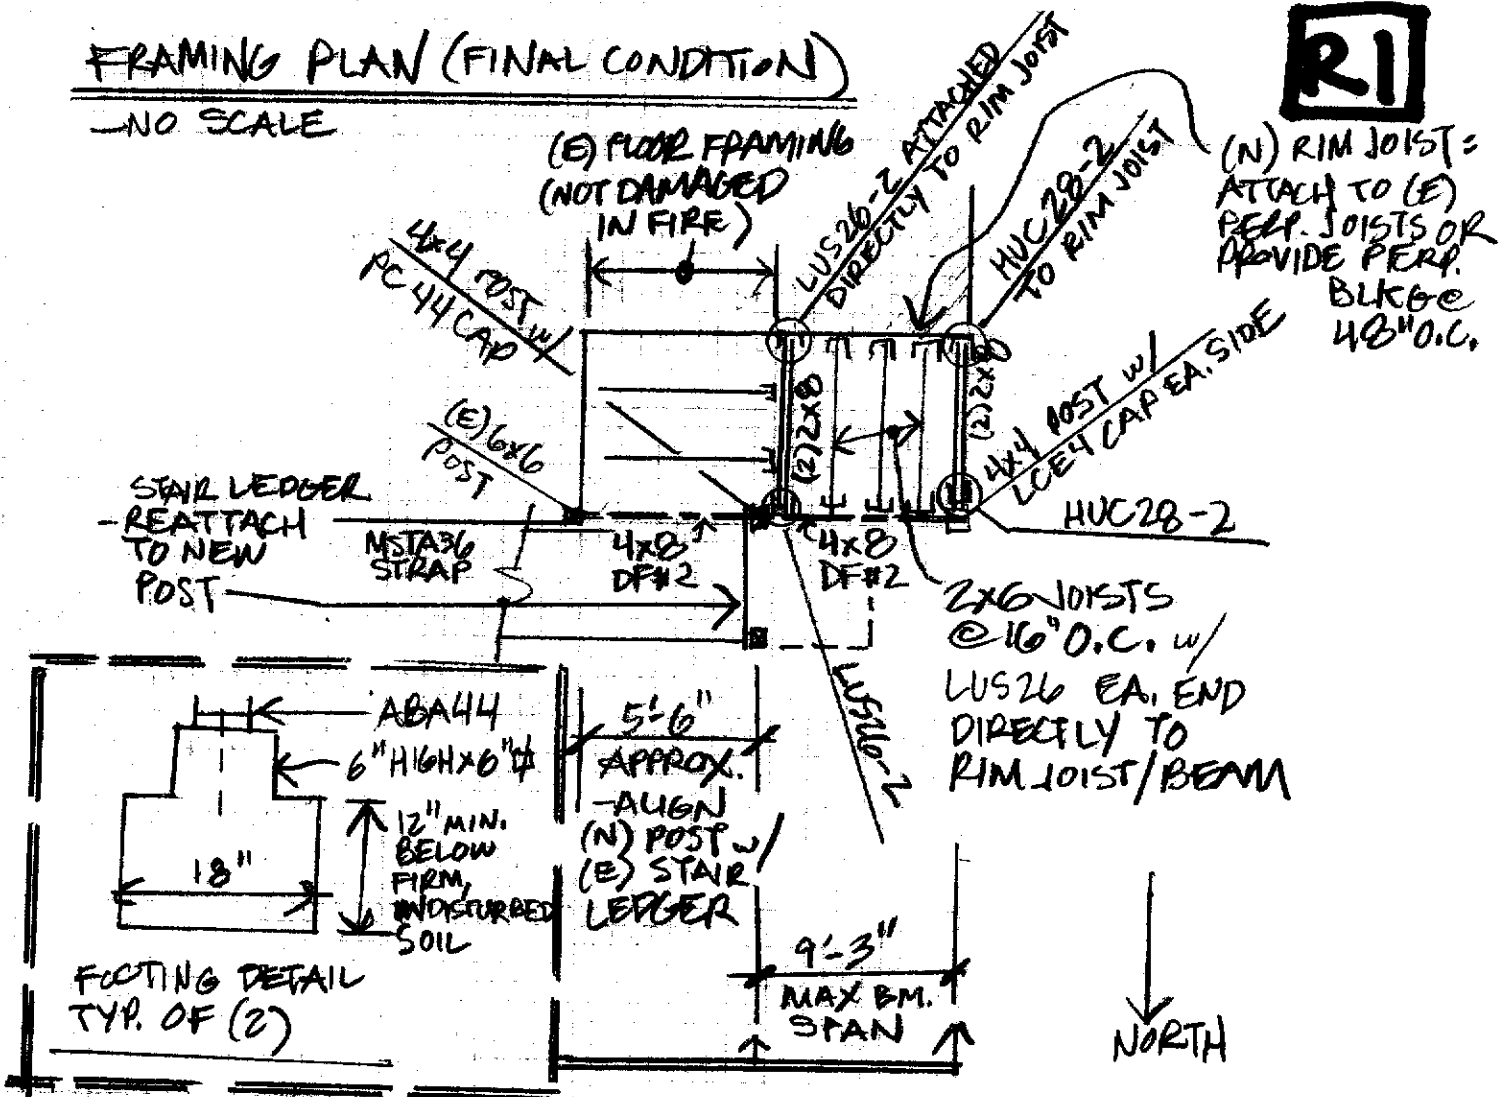 FRAMING PLAN (FINAL CONDITION)
-NO SCALE
R1
(E) FLOOR FRAMING
(NOT DAMAGED
IN FIRE)
LUS26-2 ATTACHED
DIRECTLY TO RIM JOIST
HUC28-2
TO RIM JOIST
(N) RIM JOIST:
ATTACH TO (E)
PERP. JOISTS OR
PROVIDE PERP.
BLKG @
48" O.C.
4x4 POST w/
PC44 CAP
(E) 6x6
POST
(2) 2x8
(2) 2x8
4x4 POST w/
LCE4 CAP EA. SIDE
HUC28-2
STAIR LEDGER
- REATTACH
TO NEW
POST
MSTA36
STRAP
4x8
DF#2
4x8
DF#2
2x6 JOISTS
@ 16" O.C. w/
LUS26 EA. END
DIRECTLY TO
RIM JOIST/BEAM
LUS26-2
ABA44
6" HIGH x 6"
12" MIN.
BELOW
FIRM,
UNDISTURBED
SOIL
18"
FOOTING DETAIL
TYP. OF (2)
5'-6"
APPROX.
-ALIGN
(N) POST w/
(E) STAIR
LEDGER
9'-3"
MAX BM.
SPAN
NORTH